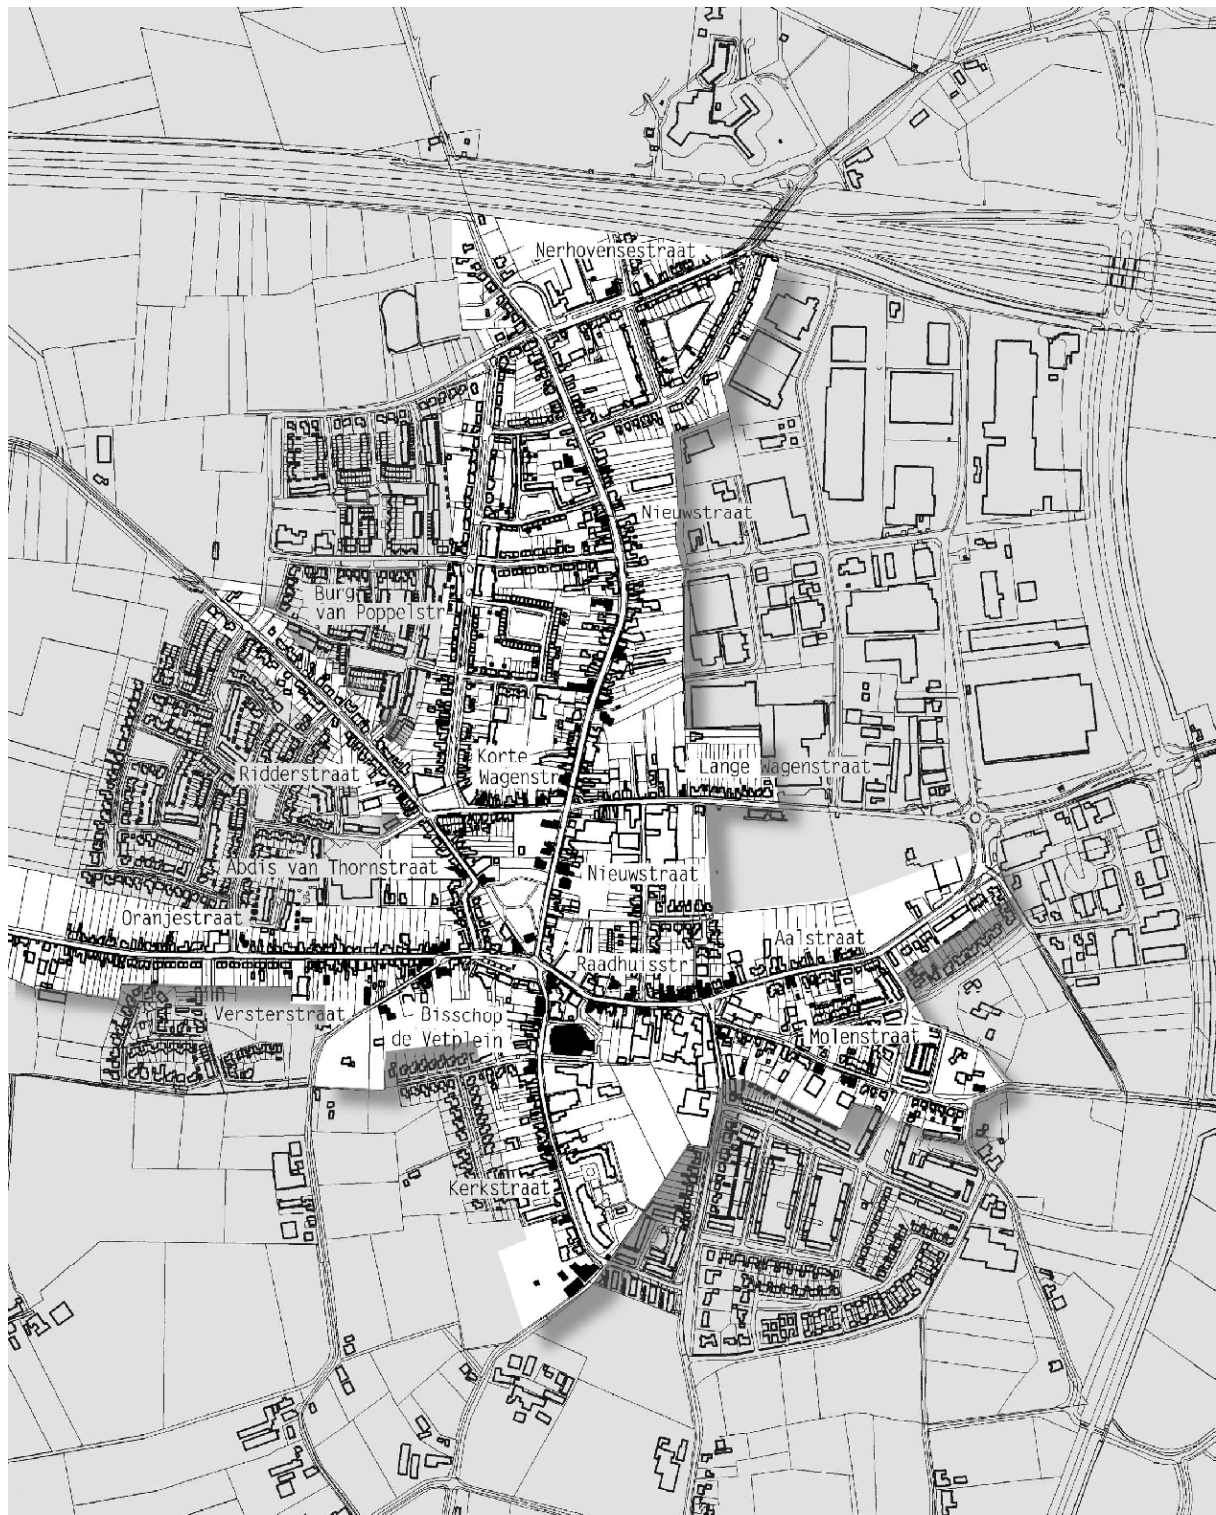 Nerhovensestraat
Nieuwstraat
Burg.
van Poppelstr
Korte
Wagenstr
Lange Wagenstraat
Ridderstraat
Abdis van Thornstraat
Nieuwstraat
Oranjestraat
Aalstraat
Raadhuisstr
Versterstraat
Bisschop
de Vetplein
Molenstraat
Kerkstraat